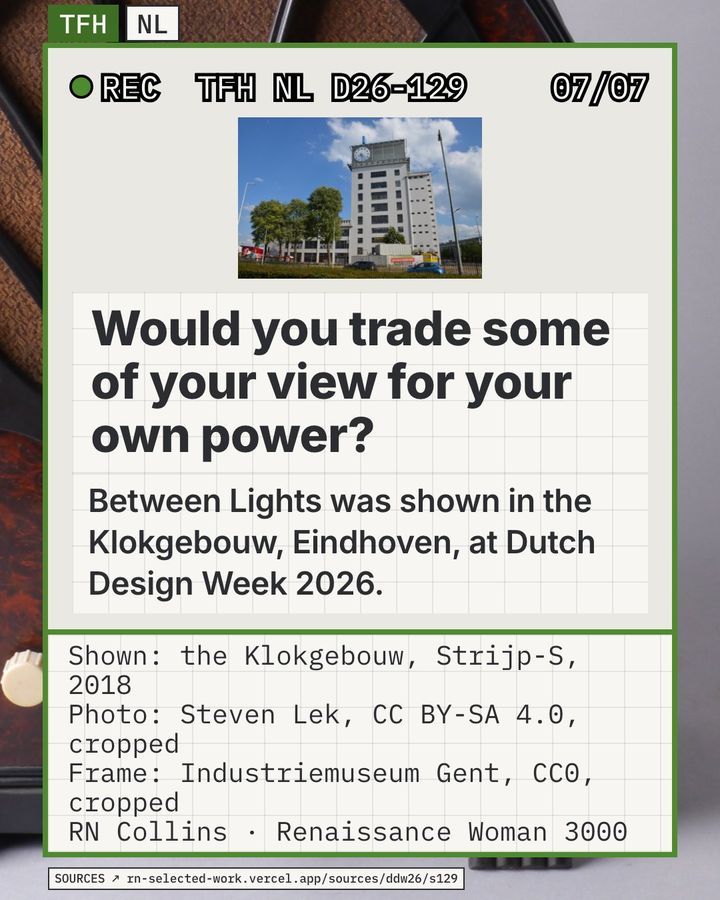 TFH NL
REC TFH NL D26-129 07/07
Would you trade some
of your view for your
own power?
Between Lights was shown in the
Klokgebouw, Eindhoven, at Dutch
Design Week 2026.
Shown: the Klokgebouw, Strijp-S,
2018
Photo: Steven Lek, CC BY-SA 4.0,
cropped
Frame: Industriemuseum Gent, CC0,
cropped
RN Collins · Renaissance Woman 3000
SOURCES ↗ rn-selected-work.vercel.app/sources/ddw26/s129